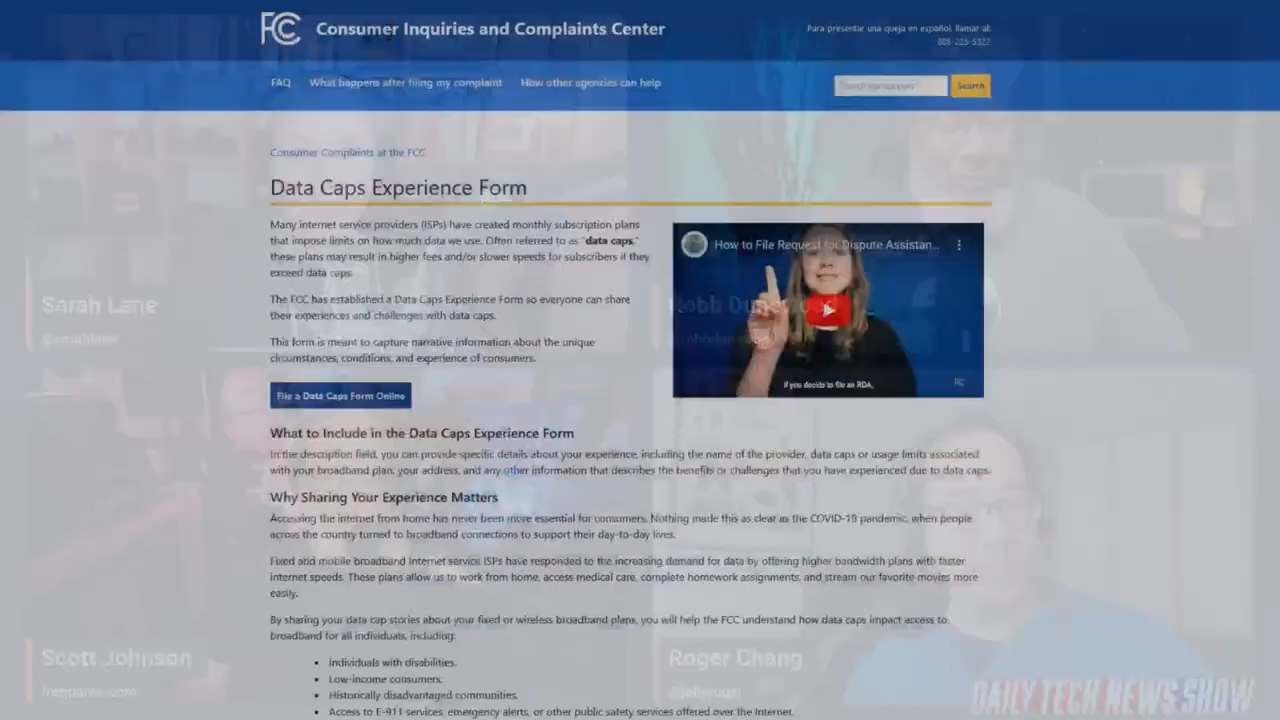 FCC Consumer Inquiries and Complaints Center
Para presentar una queja en español, llamar al:
888-225-5322
FAQ What happens after filing my complaint How other agencies can help
Search
Consumer Complaints at the FCC
Data Caps Experience Form
Many internet service providers (ISPs) have created monthly subscription plans
that impose limits on how much data we use. Often referred to as "data caps,"
these plans may result in higher fees and/or slower speeds for subscribers if they
exceed data caps.
The FCC has established a Data Caps Experience Form so everyone can share
their experiences and challenges with data caps.
This form is meant to capture narrative information about the unique
circumstances, conditions, and experience of consumers.
How to File Request for Dispute Assistan...
If you decide to file an RDA,
File a Data Caps Form Online
What to Include in the Data Caps Experience Form
In the description field, you can provide specific details about your experience, including the name of the provider, data caps or usage limits associated
with your broadband plan, your address, and any other information that describes the benefits or challenges that you have experienced due to data caps.
Why Sharing Your Experience Matters
Accessing the internet from home has never been more essential for consumers. Nothing made this as clear as the COVID-19 pandemic, when people
across the country turned to broadband connections to support their day-to-day lives.
Fixed and mobile broadband Internet service ISPs have responded to the increasing demand for data by offering higher bandwidth plans with faster
internet speeds. These plans allow us to work from home, access medical care, complete homework assignments, and stream our favorite movies more
easily.
By sharing your data cap stories about your fixed or wireless broadband plans, you will help the FCC understand how data caps impact access to
broadband for all individuals, including:
Individuals with disabilities.
Low-income consumers.
Historically disadvantaged communities.
Access to E-911 services, emergency alerts, or other public safety services offered over the Internet.
Sarah Lane
Scott Johnson
frogpants.com
Roger Chang
DAILY TECH NEWS SHOW